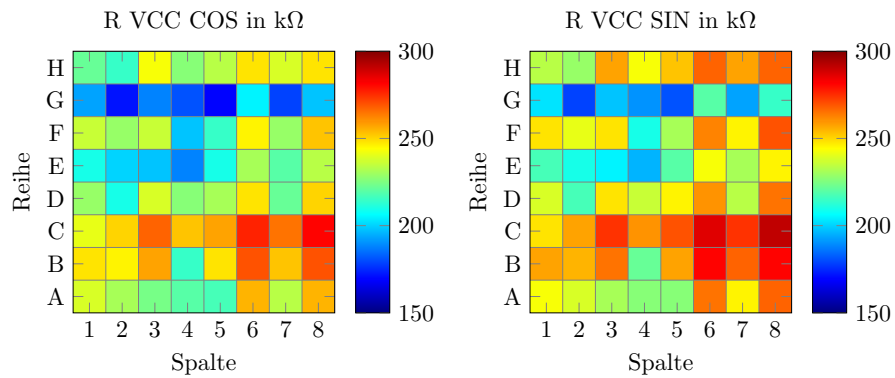 R VCC COS in kΩ
H
G
F
E
D
C
B
A
Reihe
1 2 3 4 5 6 7 8
Spalte
300
250
200
150
R VCC SIN in kΩ
H
G
F
E
D
C
B
A
Reihe
1 2 3 4 5 6 7 8
Spalte
300
250
200
150